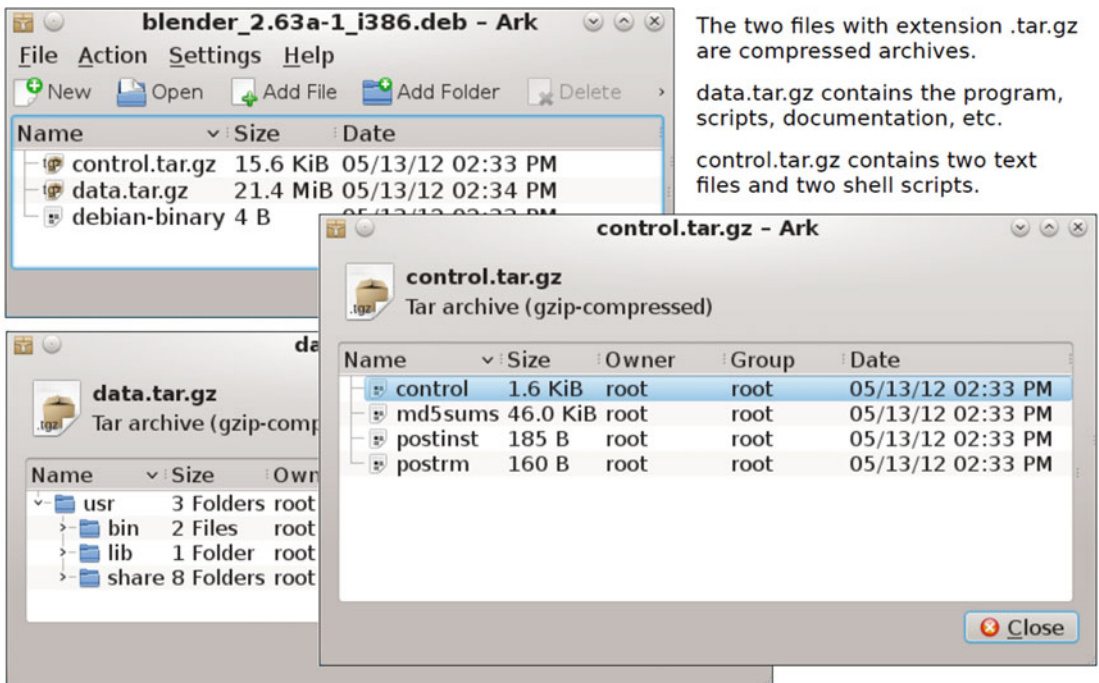 blender_2.63a-1_i386.deb – Ark
File Action Settings Help
New Open Add File Add Folder Delete
Name Size Date
control.tar.gz 15.6 KiB 05/13/12 02:33 PM
data.tar.gz 21.4 MiB 05/13/12 02:34 PM
debian-binary 4 B
The two files with extension .tar.gz
are compressed archives.
data.tar.gz contains the program,
scripts, documentation, etc.
control.tar.gz contains two text
files and two shell scripts.
control.tar.gz – Ark
control.tar.gz
.tgz
Tar archive (gzip-compressed)
Name Size Owner Group Date
control 1.6 KiB root root 05/13/12 02:33 PM
md5sums 46.0 KiB root root 05/13/12 02:33 PM
postinst 185 B root root 05/13/12 02:33 PM
postrm 160 B root root 05/13/12 02:33 PM
Close
da
data.tar.gz
.tgz
Tar archive (gzip-comp
Name Size Own
usr 3 Folders root
bin 2 Files root
lib 1 Folder root
share 8 Folders root